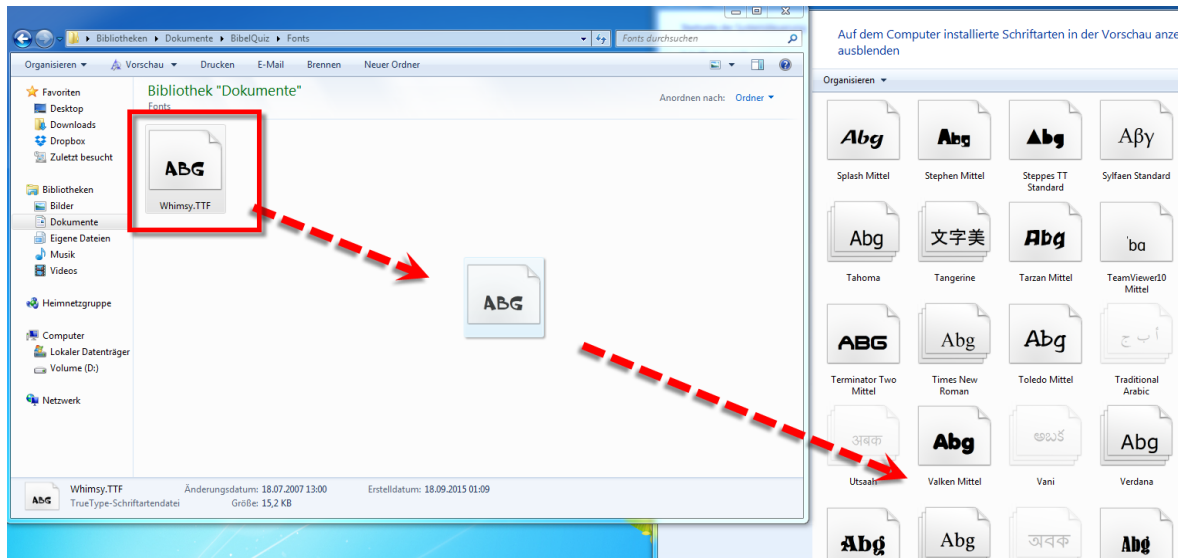 Bibliotheken ▸ Dokumente ▸ BibelQuiz ▸ Fonts
Fonts durchsuchen
Organisieren Vorschau Drucken E-Mail Brennen Neuer Ordner
Favoriten
Desktop
Downloads
Dropbox
Zuletzt besucht
Bibliotheken
Bilder
Dokumente
Eigene Dateien
Musik
Videos
Heimnetzgruppe
Computer
Lokaler Datenträger
Volume (D:)
Netzwerk
Bibliothek "Dokumente"
Fonts
Anordnen nach: Ordner
ABG
Whimsy.TTF
ABG
ABG
Whimsy.TTF Änderungsdatum: 18.07.2007 13:00 Erstelldatum: 18.09.2015 01:09
TrueType-Schriftartendatei Größe: 15,2 KB
Auf dem Computer installierte Schriftarten in der Vorschau anze
ausblenden
Organisieren
Abg Abg Abg Αβγ
Splash Mittel Stephen Mittel Steppes TT Sylfaen Standard
Standard
Abg 文字美 Abg ba
Tahoma Tangerine Tarzan Mittel TeamViewer10
Mittel
ABG Abg Abg أ ب ج
Terminator Two Times New Toledo Mittel Traditional
Mittel Roman Arabic
अबक Abg అబక Abg
Utsaah Valken Mittel Vani Verdana
Abg Abg अवक Abg